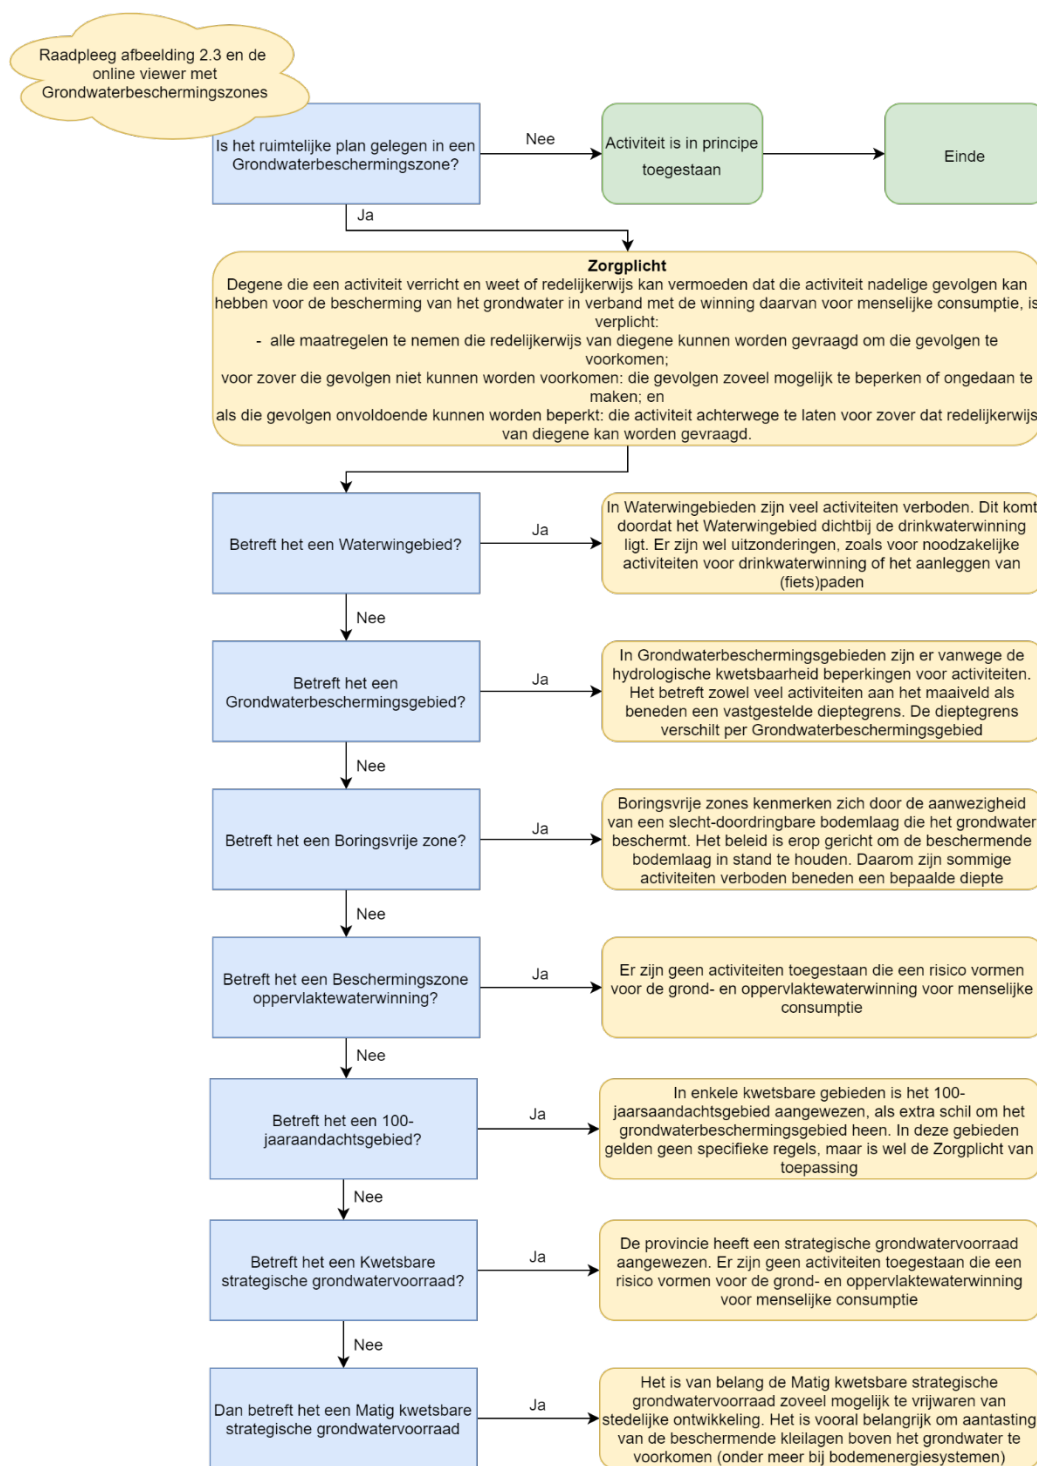 Raadpleeg afbeelding 2.3 en de
online viewer met
Grondwaterbeschermingszones
Is het ruimtelijke plan gelegen in een
Grondwaterbeschermingszone?
Nee
Activiteit is in principe
toegestaan
Einde
Ja
Zorgplicht
Degene die een activiteit verricht en weet of redelijkerwijs kan vermoeden dat die activiteit nadelige gevolgen kan
hebben voor de bescherming van het grondwater in verband met de winning daarvan voor menselijke consumptie, is
verplicht:
- alle maatregelen te nemen die redelijkerwijs van diegene kunnen worden gevraagd om die gevolgen te
voorkomen;
voor zover die gevolgen niet kunnen worden voorkomen: die gevolgen zoveel mogelijk te beperken of ongedaan te
maken; en
als die gevolgen onvoldoende kunnen worden beperkt: die activiteit achterwege te laten voor zover dat redelijkerwijs
van diegene kan worden gevraagd.
Betreft het een Waterwingebied?
Ja
In Waterwingebieden zijn veel activiteiten verboden. Dit komt
doordat het Waterwingebied dichtbij de drinkwaterwinning
ligt. Er zijn wel uitzonderingen, zoals voor noodzakelijke
activiteiten voor drinkwaterwinning of het aanleggen van
(fiets)paden
Nee
Betreft het een
Grondwaterbeschermingsgebied?
Ja
In Grondwaterbeschermingsgebieden zijn er vanwege de
hydrologische kwetsbaarheid beperkingen voor activiteiten.
Het betreft zowel veel activiteiten aan het maaiveld als
beneden een vastgestelde dieptegrens. De dieptegrens
verschilt per Grondwaterbeschermingsgebied
Nee
Betreft het een Boringsvrije zone?
Ja
Boringsvrije zones kenmerken zich door de aanwezigheid
van een slecht-doordringbare bodemlaag die het grondwater
beschermt. Het beleid is erop gericht om de beschermende
bodemlaag in stand te houden. Daarom zijn sommige
activiteiten verboden beneden een bepaalde diepte
Nee
Betreft het een Beschermingszone
oppervlaktewaterwinning?
Ja
Er zijn geen activiteiten toegestaan die een risico vormen
voor de grond- en oppervlaktewaterwinning voor menselijke
consumptie
Nee
Betreft het een 100-
jaaraandachtsgebied?
Ja
In enkele kwetsbare gebieden is het 100-
jaarsaandachtsgebied aangewezen, als extra schil om het
grondwaterbeschermingsgebied heen. In deze gebieden
gelden geen specifieke regels, maar is wel de Zorgplicht van
toepassing
Nee
Betreft het een Kwetsbare
strategische grondwatervoorraad?
Ja
De provincie heeft een strategische grondwatervoorraad
aangewezen. Er zijn geen activiteiten toegestaan die een
risico vormen voor de grond- en oppervlaktewaterwinning
voor menselijke consumptie
Nee
Dan betreft het een Matig kwetsbare
strategische grondwatervoorraad
Ja
Het is van belang de Matig kwetsbare strategische
grondwatervoorraad zoveel mogelijk te vrijwaren van
stedelijke ontwikkeling. Het is vooral belangrijk om aantasting
van de beschermende kleilagen boven het grondwater te
voorkomen (onder meer bij bodemenergiesystemen)